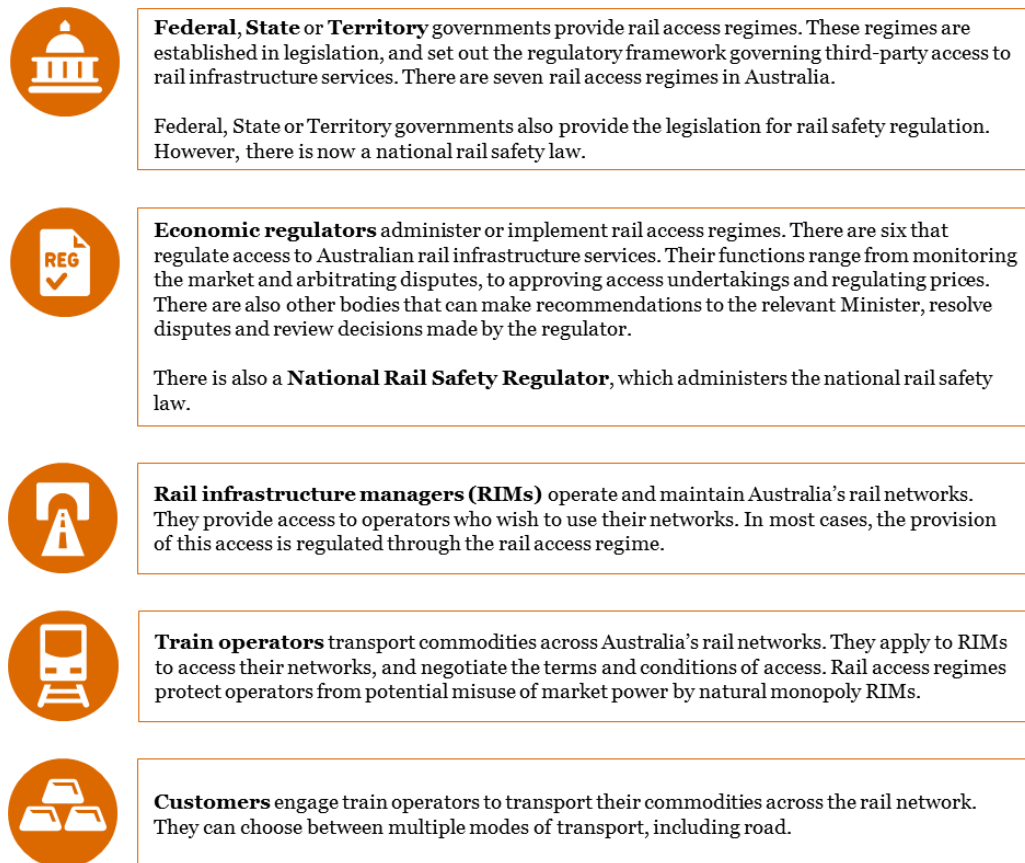 Federal, State or Territory governments provide rail access regimes. These regimes are
established in legislation, and set out the regulatory framework governing third-party access to
rail infrastructure services. There are seven rail access regimes in Australia.
Federal, State or Territory governments also provide the legislation for rail safety regulation.
However, there is now a national rail safety law.
REG
Economic regulators administer or implement rail access regimes. There are six that
regulate access to Australian rail infrastructure services. Their functions range from monitoring
the market and arbitrating disputes, to approving access undertakings and regulating prices.
There are also other bodies that can make recommendations to the relevant Minister, resolve
disputes and review decisions made by the regulator.
There is also a National Rail Safety Regulator, which administers the national rail safety
law.
Rail infrastructure managers (RIMs) operate and maintain Australia's rail networks.
They provide access to operators who wish to use their networks. In most cases, the provision
of this access is regulated through the rail access regime.
Train operators transport commodities across Australia's rail networks. They apply to RIMs
to access their networks, and negotiate the terms and conditions of access. Rail access regimes
protect operators from potential misuse of market power by natural monopoly RIMs.
Customers engage train operators to transport their commodities across the rail network.
They can choose between multiple modes of transport, including road.